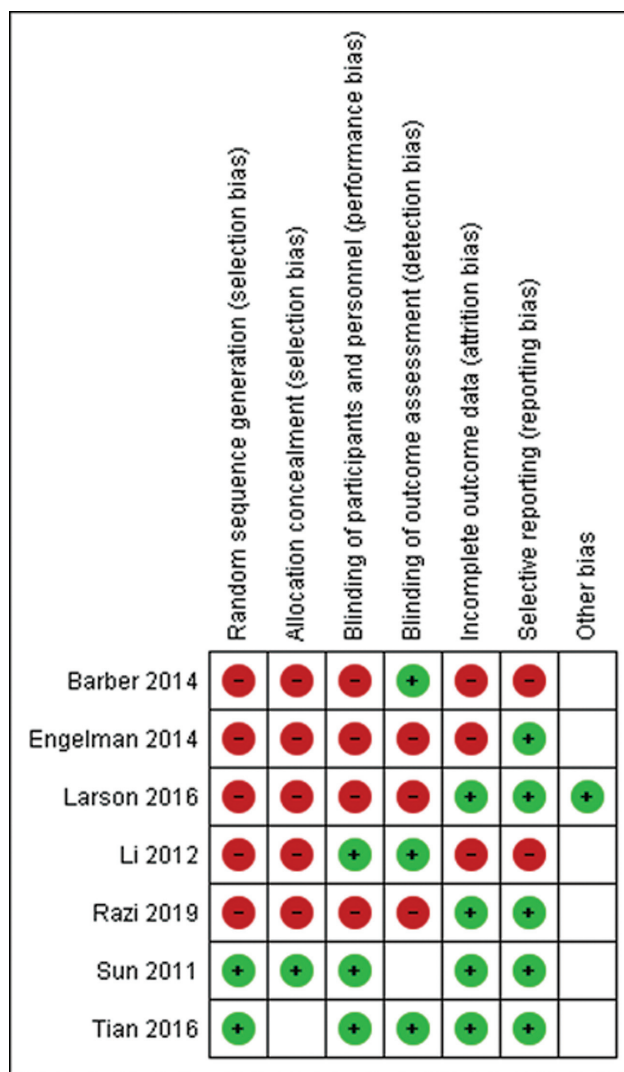 Random sequence generation (selection bias)
Allocation concealment (selection bias)
Blinding of participants and personnel (performance bias)
Blinding of outcome assessment (detection bias)
Incomplete outcome data (attrition bias)
Selective reporting (reporting bias)
Other bias
Barber 2014 - - - + - -
Engelman 2014 - - - - - +
Larson 2016 - - - - + + +
Li 2012 - - + + - -
Razi 2019 - - - - + +
Sun 2011 + + + + +
Tian 2016 + + + + +